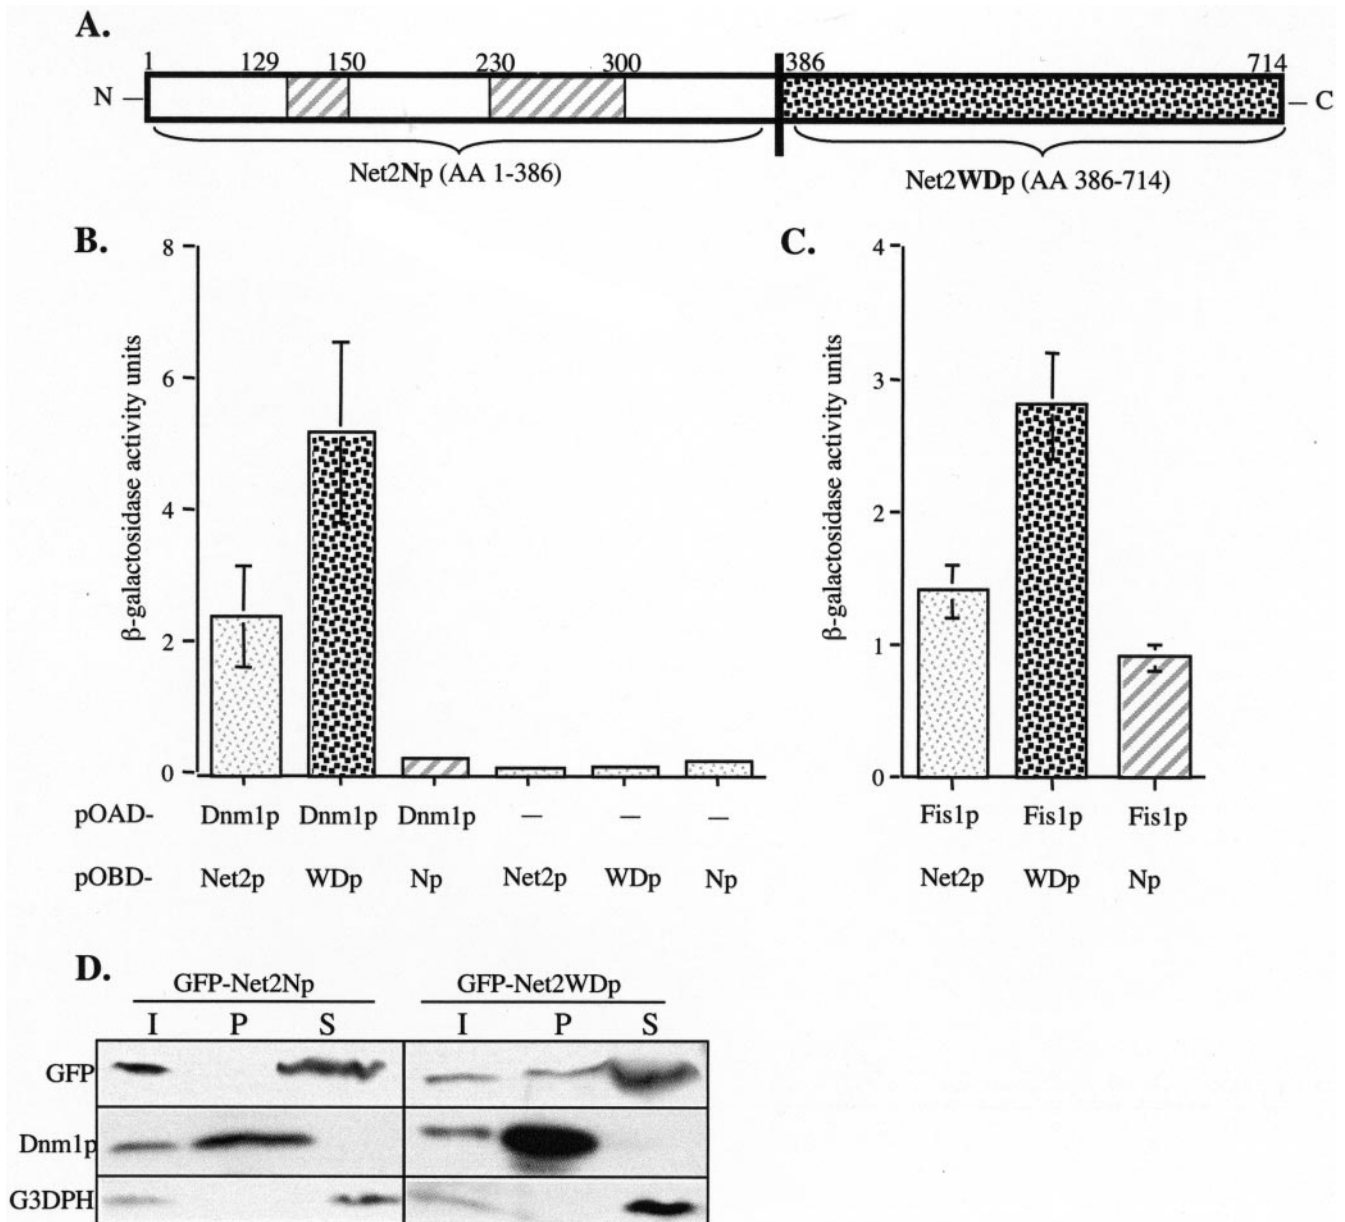 A.
1 129 150 230 300 386 714
N C
Net2Np (AA 1-386)
Net2WDp (AA 386-714)
B.
β-galactosidase activity units
8
6
4
2
0
pOAD- Dnm1p Dnm1p Dnm1p — — —
pOBD- Net2p WDp Np Net2p WDp Np
C.
β-galactosidase activity units
4
3
2
1
0
Fis1p Fis1p Fis1p
Net2p WDp Np
D.
GFP-Net2Np GFP-Net2WDp
I P S I P S
GFP
Dnm1p
G3DPH